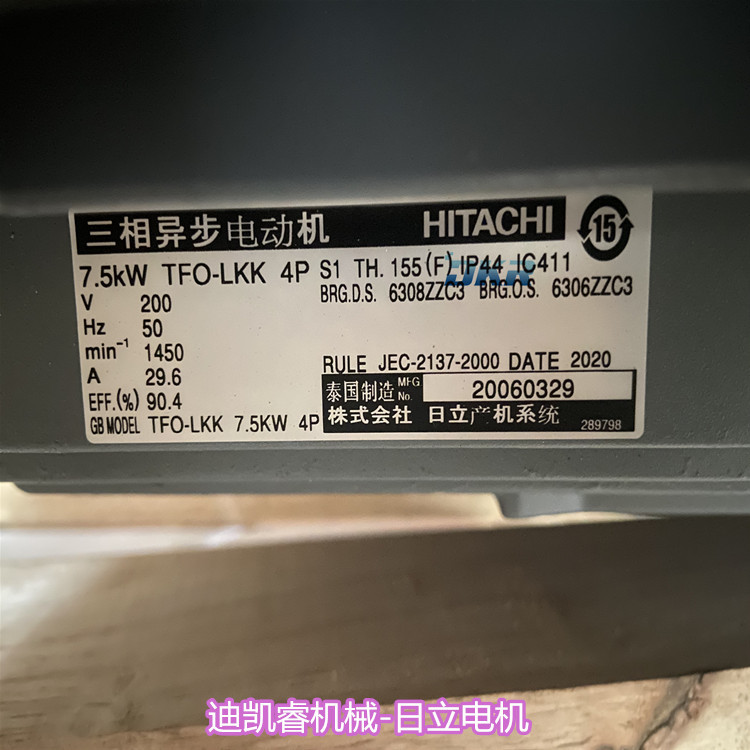 三相异步电动机 HITACHI 15
7.5kW TFO-LKK 4P S1 TH. 155(F) IP44 IC411
V 200 BRG.D.S. 6308ZZC3 BRG.O.S. 6306ZZC3
Hz 50
min⁻¹ 1450
A 29.6 RULE JEC-2137-2000 DATE 2020
EFF.(%) 90.4 泰国制造 MFG No. 20060329
GB MODEL TFO-LKK 7.5KW 4P 株式会社 日立产机系统 289798
DKR
迪凯睿机械-日立电机